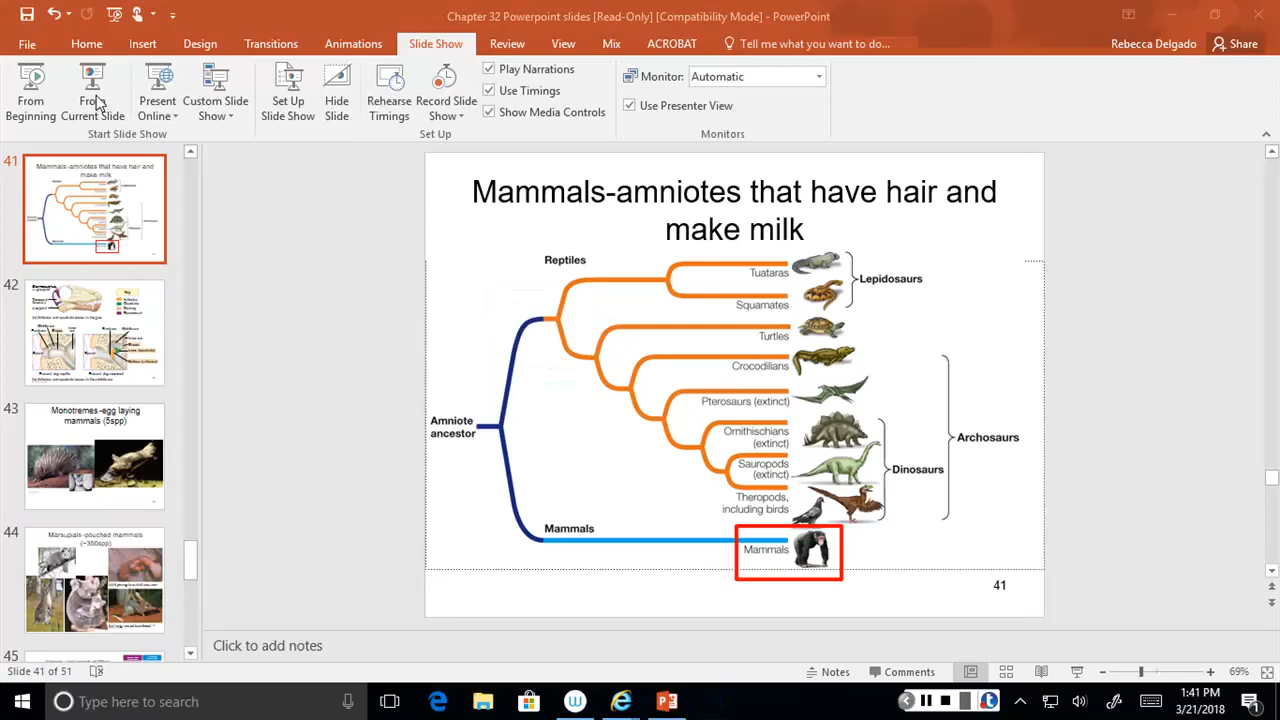 Chapter 32 Powerpoint slides [Read-Only] [Compatibility Mode] - PowerPoint
File Home Insert Design Transitions Animations Slide Show Review View Mix ACROBAT Tell me what you want to do... Rebecca Delgado Share
From Beginning
From Current Slide
Present Online
Custom Slide Show
Set Up Slide Show
Hide Slide
Rehearse Timings
Record Slide Show
Play Narrations
Use Timings
Show Media Controls
Monitor: Automatic
Use Presenter View
Start Slide Show
Set Up
Monitors
41
Mammals-amniotes that have hair and
make milk
42
43
Monotremes-egg laying
mammals (5spp)
44
Marsupials-pouched mammals
(~350spp)
45
Mammals-amniotes that have hair and
make milk
Reptiles
Tuataras
Lepidosaurs
Squamates
Turtles
Crocodilians
Pterosaurs (extinct)
Ornithischians
(extinct)
Amniote
ancestor
Archosaurs
Sauropods
(extinct)
Dinosaurs
Theropods,
including birds
Mammals
Mammals
41
Click to add notes
Slide 41 of 51
Notes
Comments
69%
Type here to search
1:41 PM
3/21/2018